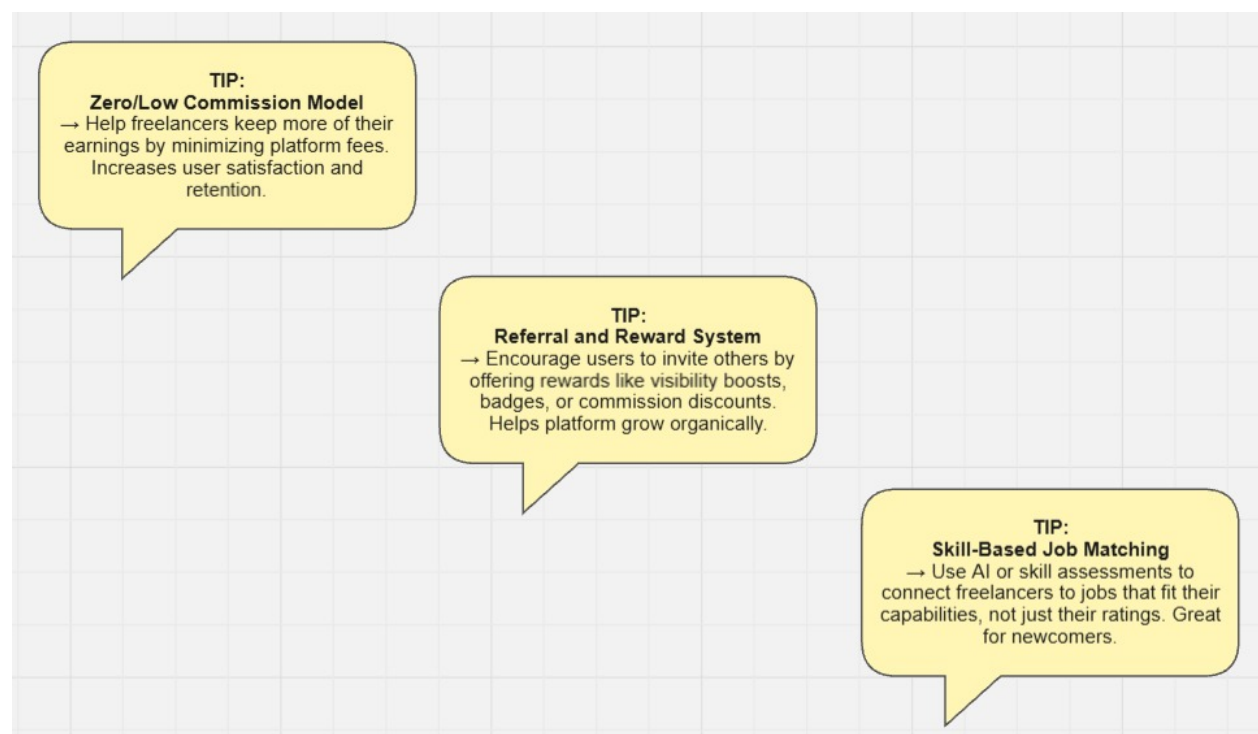 TIP:
Zero/Low Commission Model
→ Help freelancers keep more of their
earnings by minimizing platform fees.
Increases user satisfaction and
retention.
TIP:
Referral and Reward System
→ Encourage users to invite others by
offering rewards like visibility boosts,
badges, or commission discounts.
Helps platform grow organically.
TIP:
Skill-Based Job Matching
→ Use AI or skill assessments to
connect freelancers to jobs that fit their
capabilities, not just their ratings. Great
for newcomers.